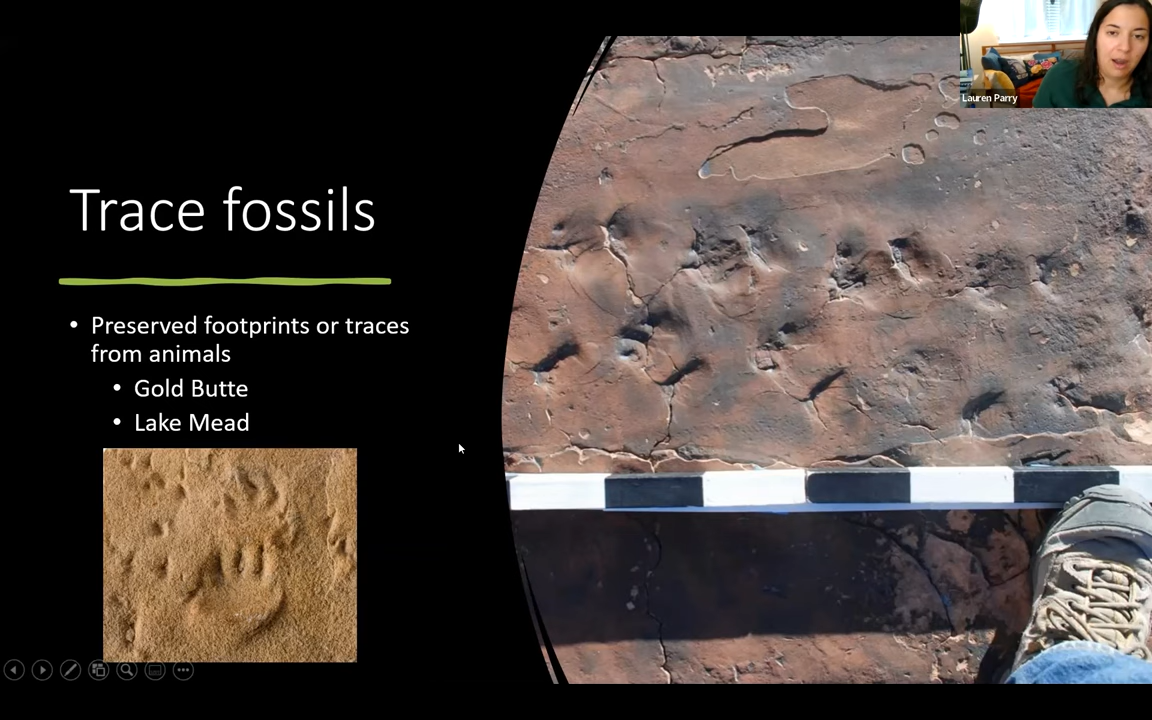 Lauren Parry
Trace fossils
• Preserved footprints or traces
from animals
• Gold Butte
• Lake Mead